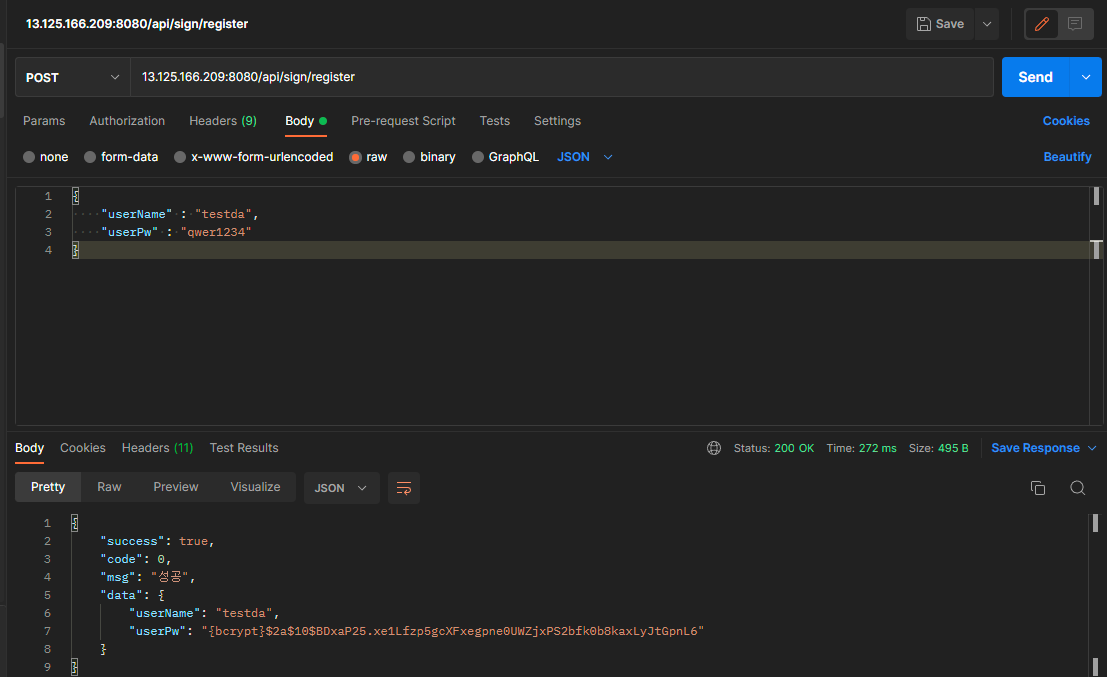 13.125.166.209:8080/api/sign/register
Save
POST
13.125.166.209:8080/api/sign/register
Send
Params Authorization Headers (9) Body Pre-request Script Tests Settings Cookies
none form-data x-www-form-urlencoded raw binary GraphQL JSON Beautify
1 {
2 "userName" : "testda",
3 "userPw" : "qwer1234"
4 }
Body Cookies Headers (11) Test Results Status: 200 OK Time: 272 ms Size: 495 B Save Response
Pretty Raw Preview Visualize JSON
1 {
2 "success": true,
3 "code": 0,
4 "msg": "성공",
5 "data": {
6 "userName": "testda",
7 "userPw": "{bcrypt}$2a$10$BDxaP25.xe1Lfzp5gcXFxegpne0UWZjxPS2bfk0b8kaxLyJtGpnL6"
8 }
9 }